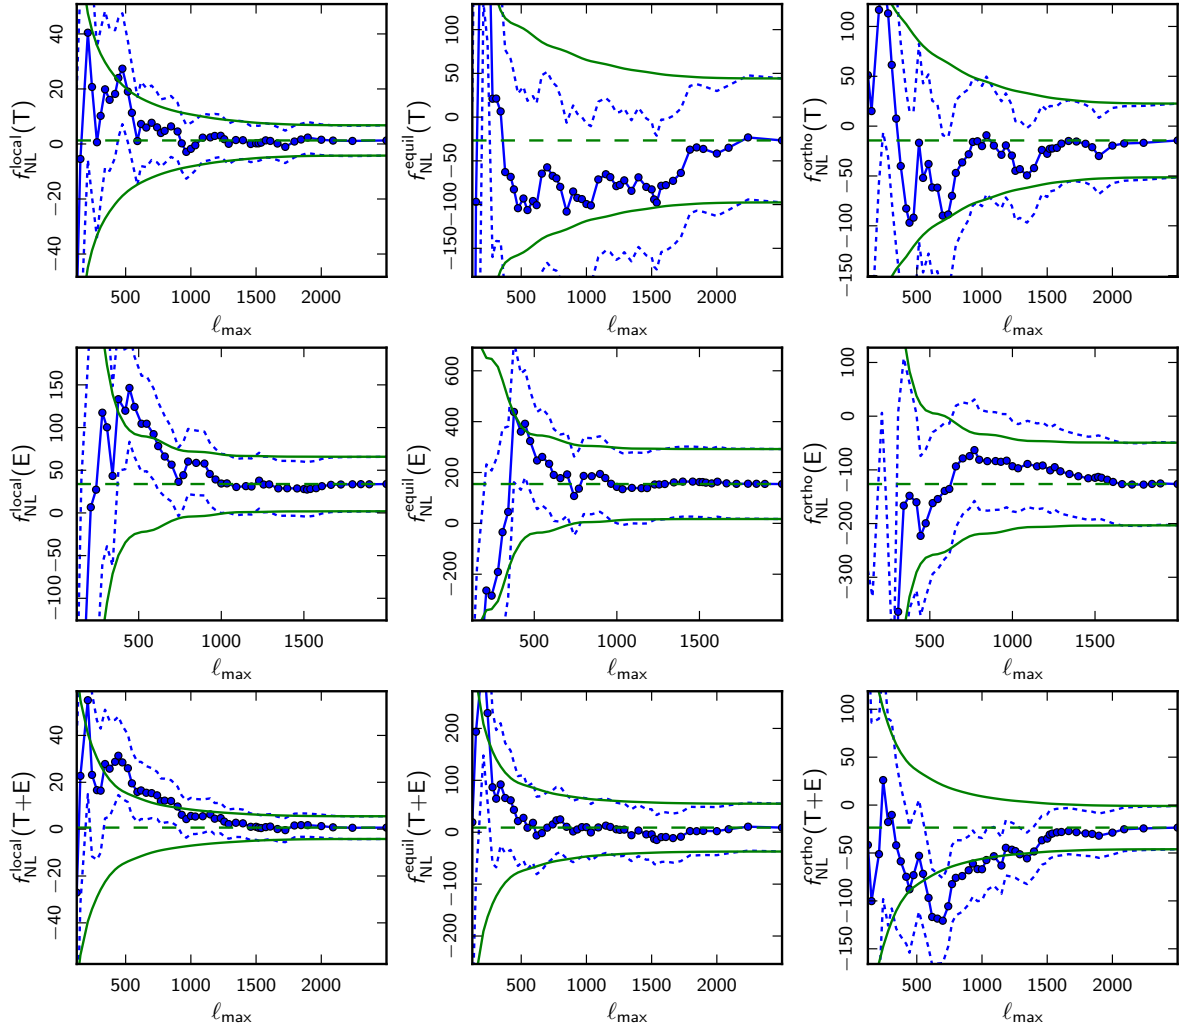 f_NL^local(T)
40
20
0
−20
−40
500 1000 1500 2000
ℓ_max
f_NL^equil(T)
100
50
0
−50
−100
−150
500 1000 1500 2000
ℓ_max
f_NL^ortho(T)
100
50
0
−50
−100
−150
500 1000 1500 2000
ℓ_max
f_NL^local(E)
150
100
50
0
−50
−100
500 1000 1500
ℓ_max
f_NL^equil(E)
600
400
200
0
−200
500 1000 1500
ℓ_max
f_NL^ortho(E)
100
0
−100
−200
−300
500 1000 1500
ℓ_max
f_NL^local(T+E)
40
20
0
−20
−40
500 1000 1500 2000
ℓ_max
f_NL^equil(T+E)
200
100
0
−100
−200
500 1000 1500 2000
ℓ_max
f_NL^ortho(T+E)
100
50
0
−50
−100
−150
500 1000 1500 2000
ℓ_max